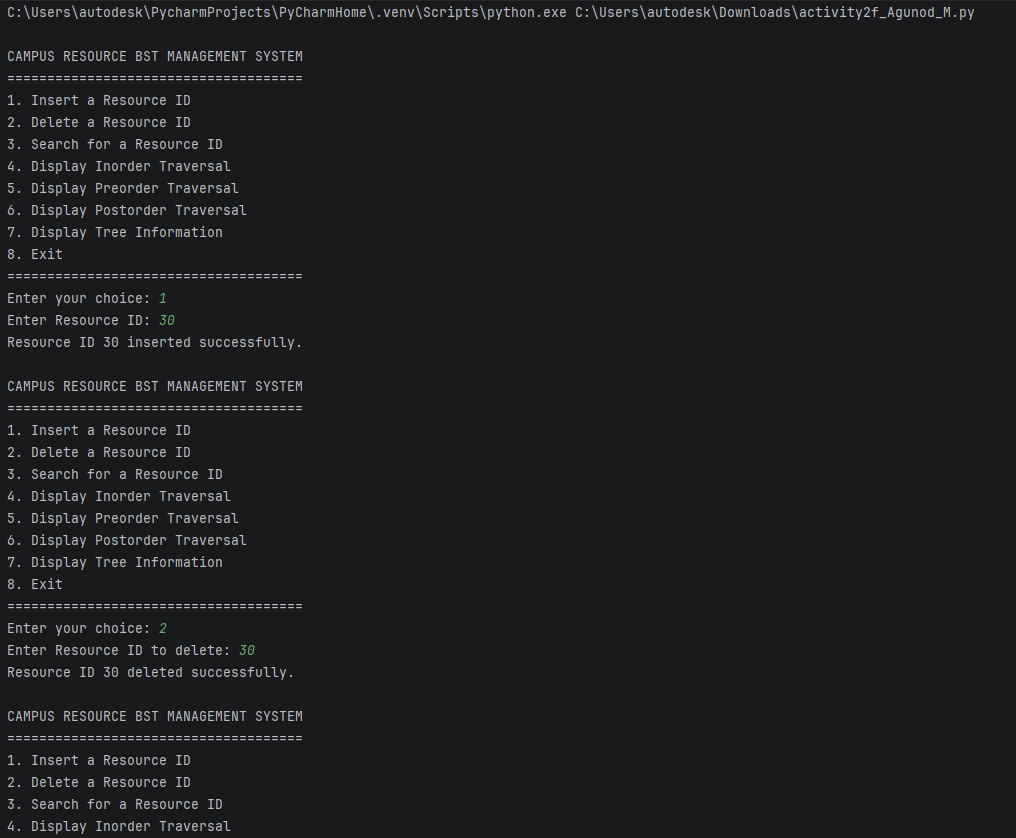 C:\Users\autodesk\PycharmProjects\PyCharmHome\.venv\Scripts\python.exe C:\Users\autodesk\Downloads\activity2f_Agunod_M.py
CAMPUS RESOURCE BST MANAGEMENT SYSTEM
=====================================
1. Insert a Resource ID
2. Delete a Resource ID
3. Search for a Resource ID
4. Display Inorder Traversal
5. Display Preorder Traversal
6. Display Postorder Traversal
7. Display Tree Information
8. Exit
=====================================
Enter your choice: 1
Enter Resource ID: 30
Resource ID 30 inserted successfully.
CAMPUS RESOURCE BST MANAGEMENT SYSTEM
=====================================
1. Insert a Resource ID
2. Delete a Resource ID
3. Search for a Resource ID
4. Display Inorder Traversal
5. Display Preorder Traversal
6. Display Postorder Traversal
7. Display Tree Information
8. Exit
=====================================
Enter your choice: 2
Enter Resource ID to delete: 30
Resource ID 30 deleted successfully.
CAMPUS RESOURCE BST MANAGEMENT SYSTEM
=====================================
1. Insert a Resource ID
2. Delete a Resource ID
3. Search for a Resource ID
4. Display Inorder Traversal